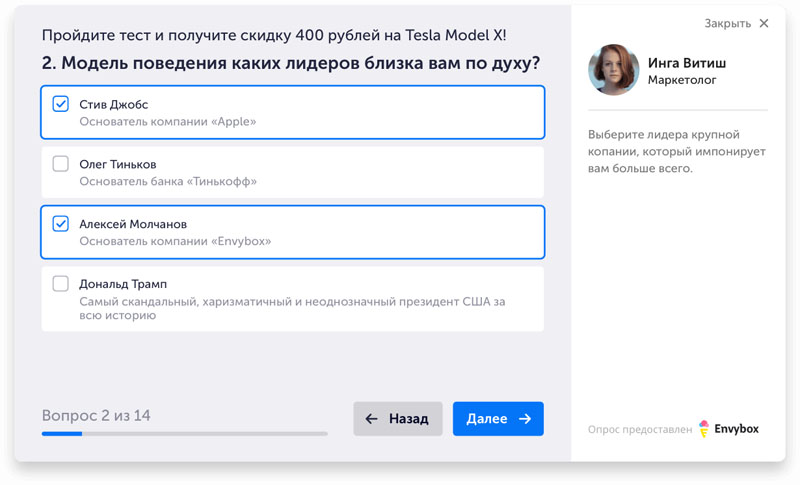 Пройдите тест и получите скидку 400 рублей на Tesla Model X!
2. Модель поведения каких лидеров близка вам по духу?
Стив Джобс
Основатель компании «Apple»
Олег Тиньков
Основатель банка «Тинькофф»
Алексей Молчанов
Основатель компании «Envybox»
Дональд Трамп
Самый скандальный, харизматичный и неоднозначный президент США за
всю историю
Вопрос 2 из 14
Назад
Далее
Закрыть
Инга Витиш
Маркетолог
Выберите лидера крупной
копании, который импонирует
вам больше всего.
Опрос предоставлен Envybox